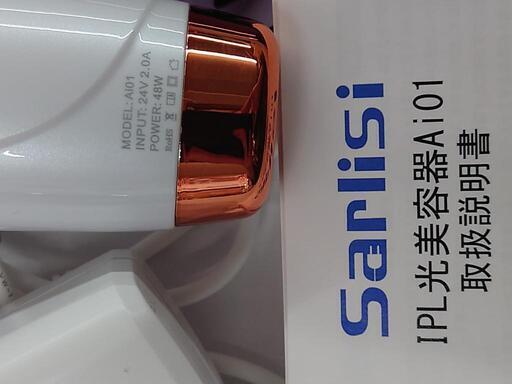 MODEL: AI01
INPUT: 24V 2.0A
POWER: 48W
RoHS
Sarlisi
IPL光美容器Ai01
取扱説明書